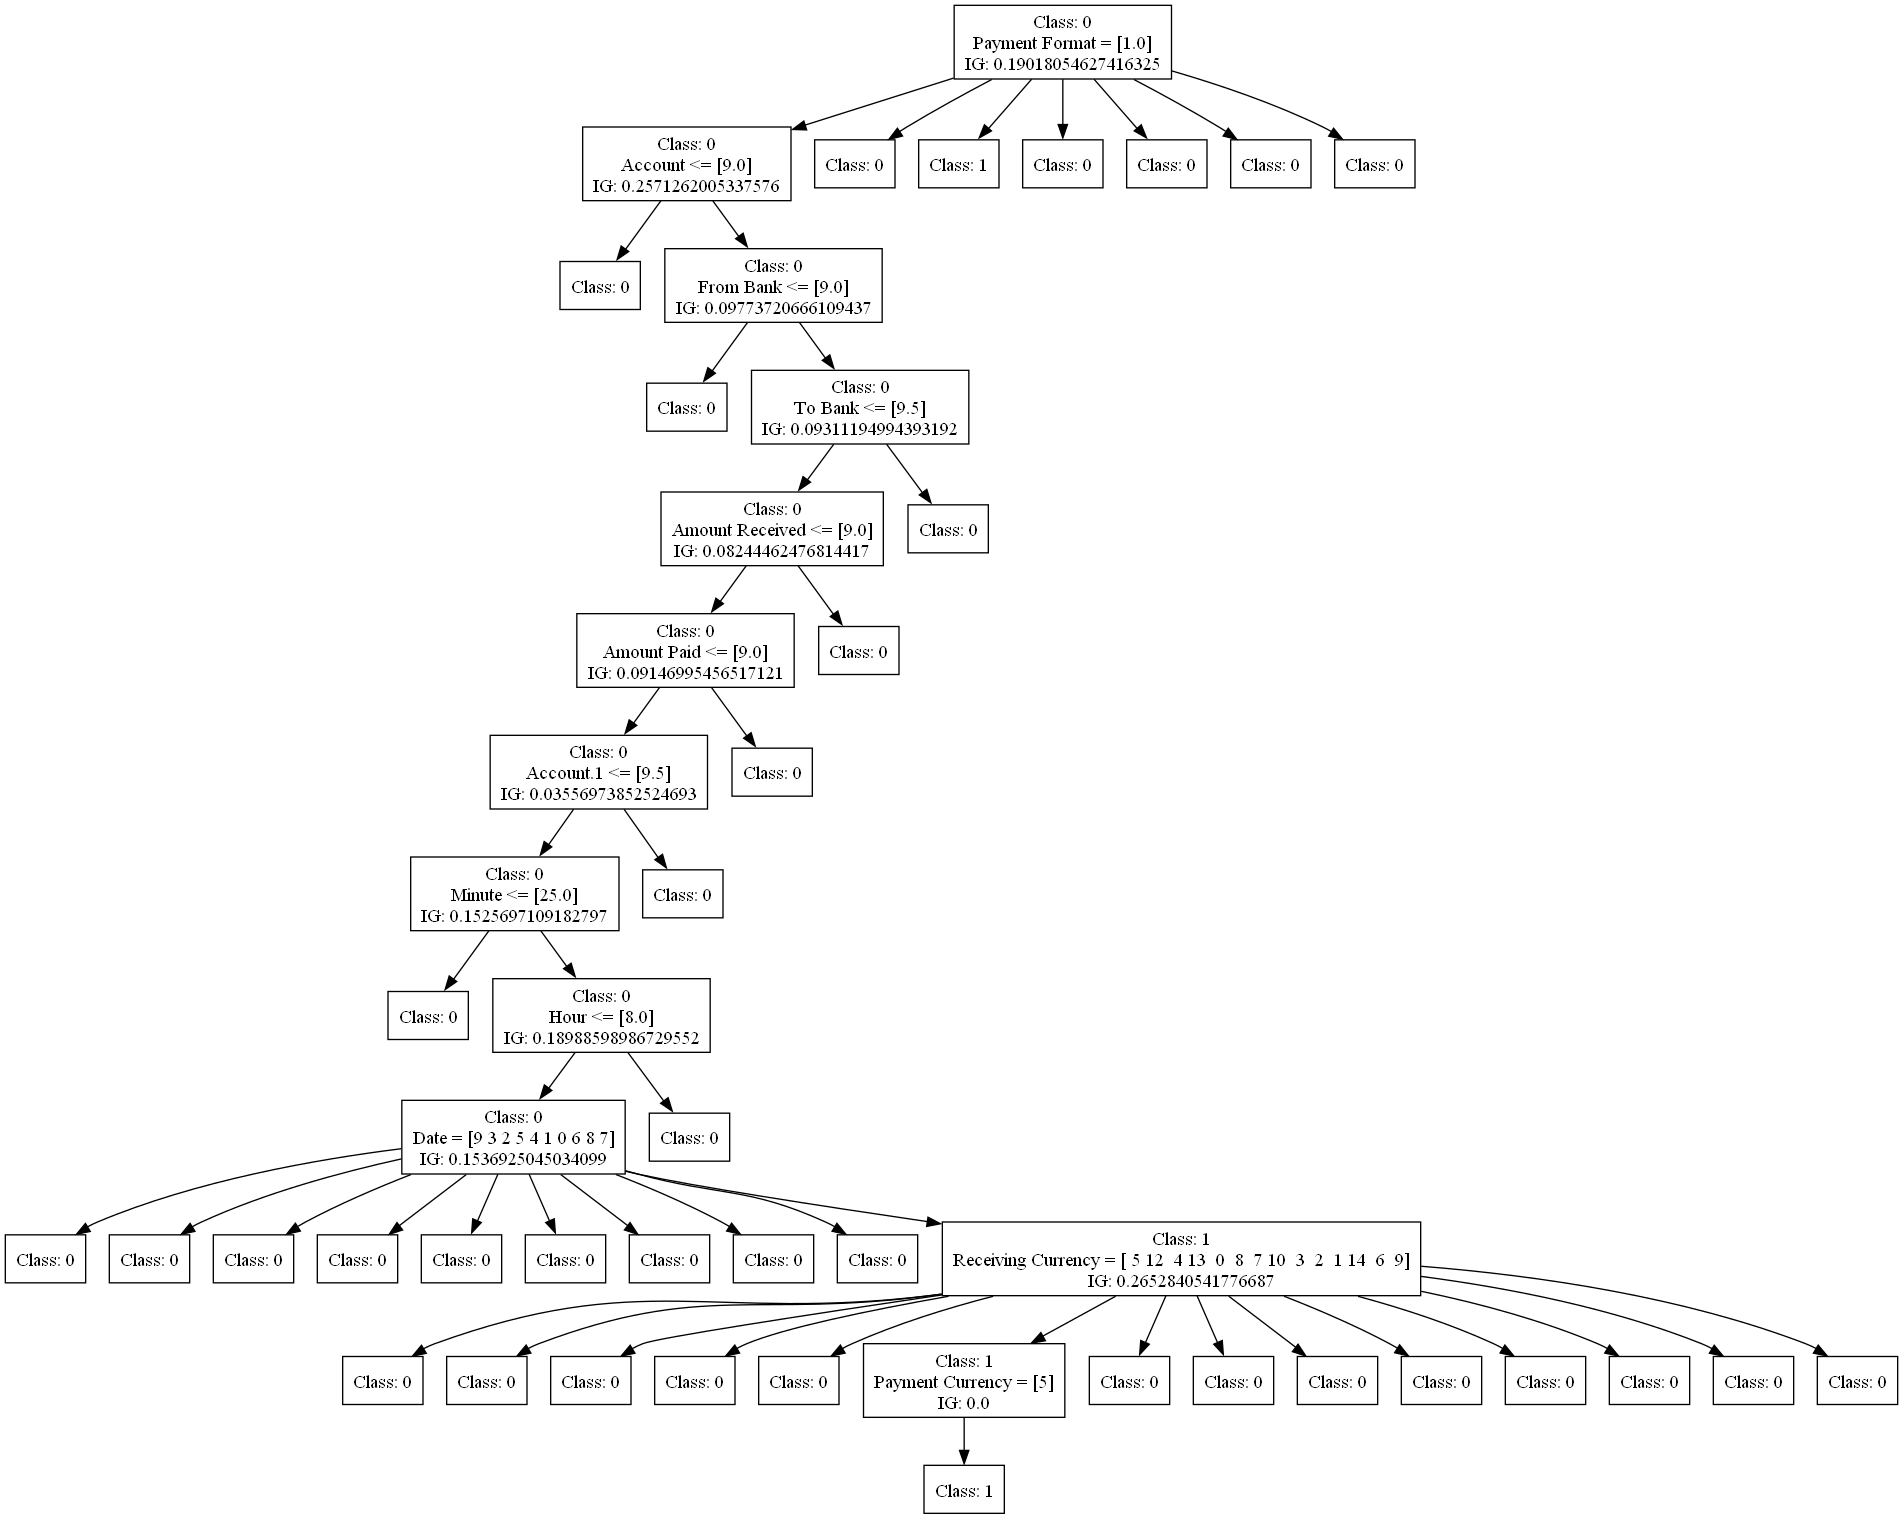 Class: 0
Payment Format = [1.0]
IG: 0.19018054627416325
Class: 0
Account <= [9.0]
IG: 0.2571262005337576
Class: 0
Class: 1
Class: 0
Class: 0
Class: 0
Class: 0
Class: 0
Class: 0
From Bank <= [9.0]
IG: 0.09773720666109437
Class: 0
Class: 0
To Bank <= [9.5]
IG: 0.09311194994393192
Class: 0
Amount Received <= [9.0]
IG: 0.08244462476814417
Class: 0
Class: 0
Amount Paid <= [9.0]
IG: 0.09146995456517121
Class: 0
Class: 0
Account.1 <= [9.5]
IG: 0.03556973852524693
Class: 0
Class: 0
Minute <= [25.0]
IG: 0.1525697109182797
Class: 0
Class: 0
Class: 0
Hour <= [8.0]
IG: 0.18988598986729552
Class: 0
Date = [9 3 2 5 4 1 0 6 8 7]
IG: 0.1536925045034099
Class: 0
Class: 0
Class: 0
Class: 0
Class: 0
Class: 0
Class: 0
Class: 0
Class: 0
Class: 0
Class: 1
Receiving Currency = [ 5 12  4 13  0  8  7 10  3  2  1 14  6  9]
IG: 0.2652840541776687
Class: 0
Class: 0
Class: 0
Class: 0
Class: 0
Class: 1
Payment Currency = [5]
IG: 0.0
Class: 0
Class: 0
Class: 0
Class: 0
Class: 0
Class: 0
Class: 0
Class: 0
Class: 1